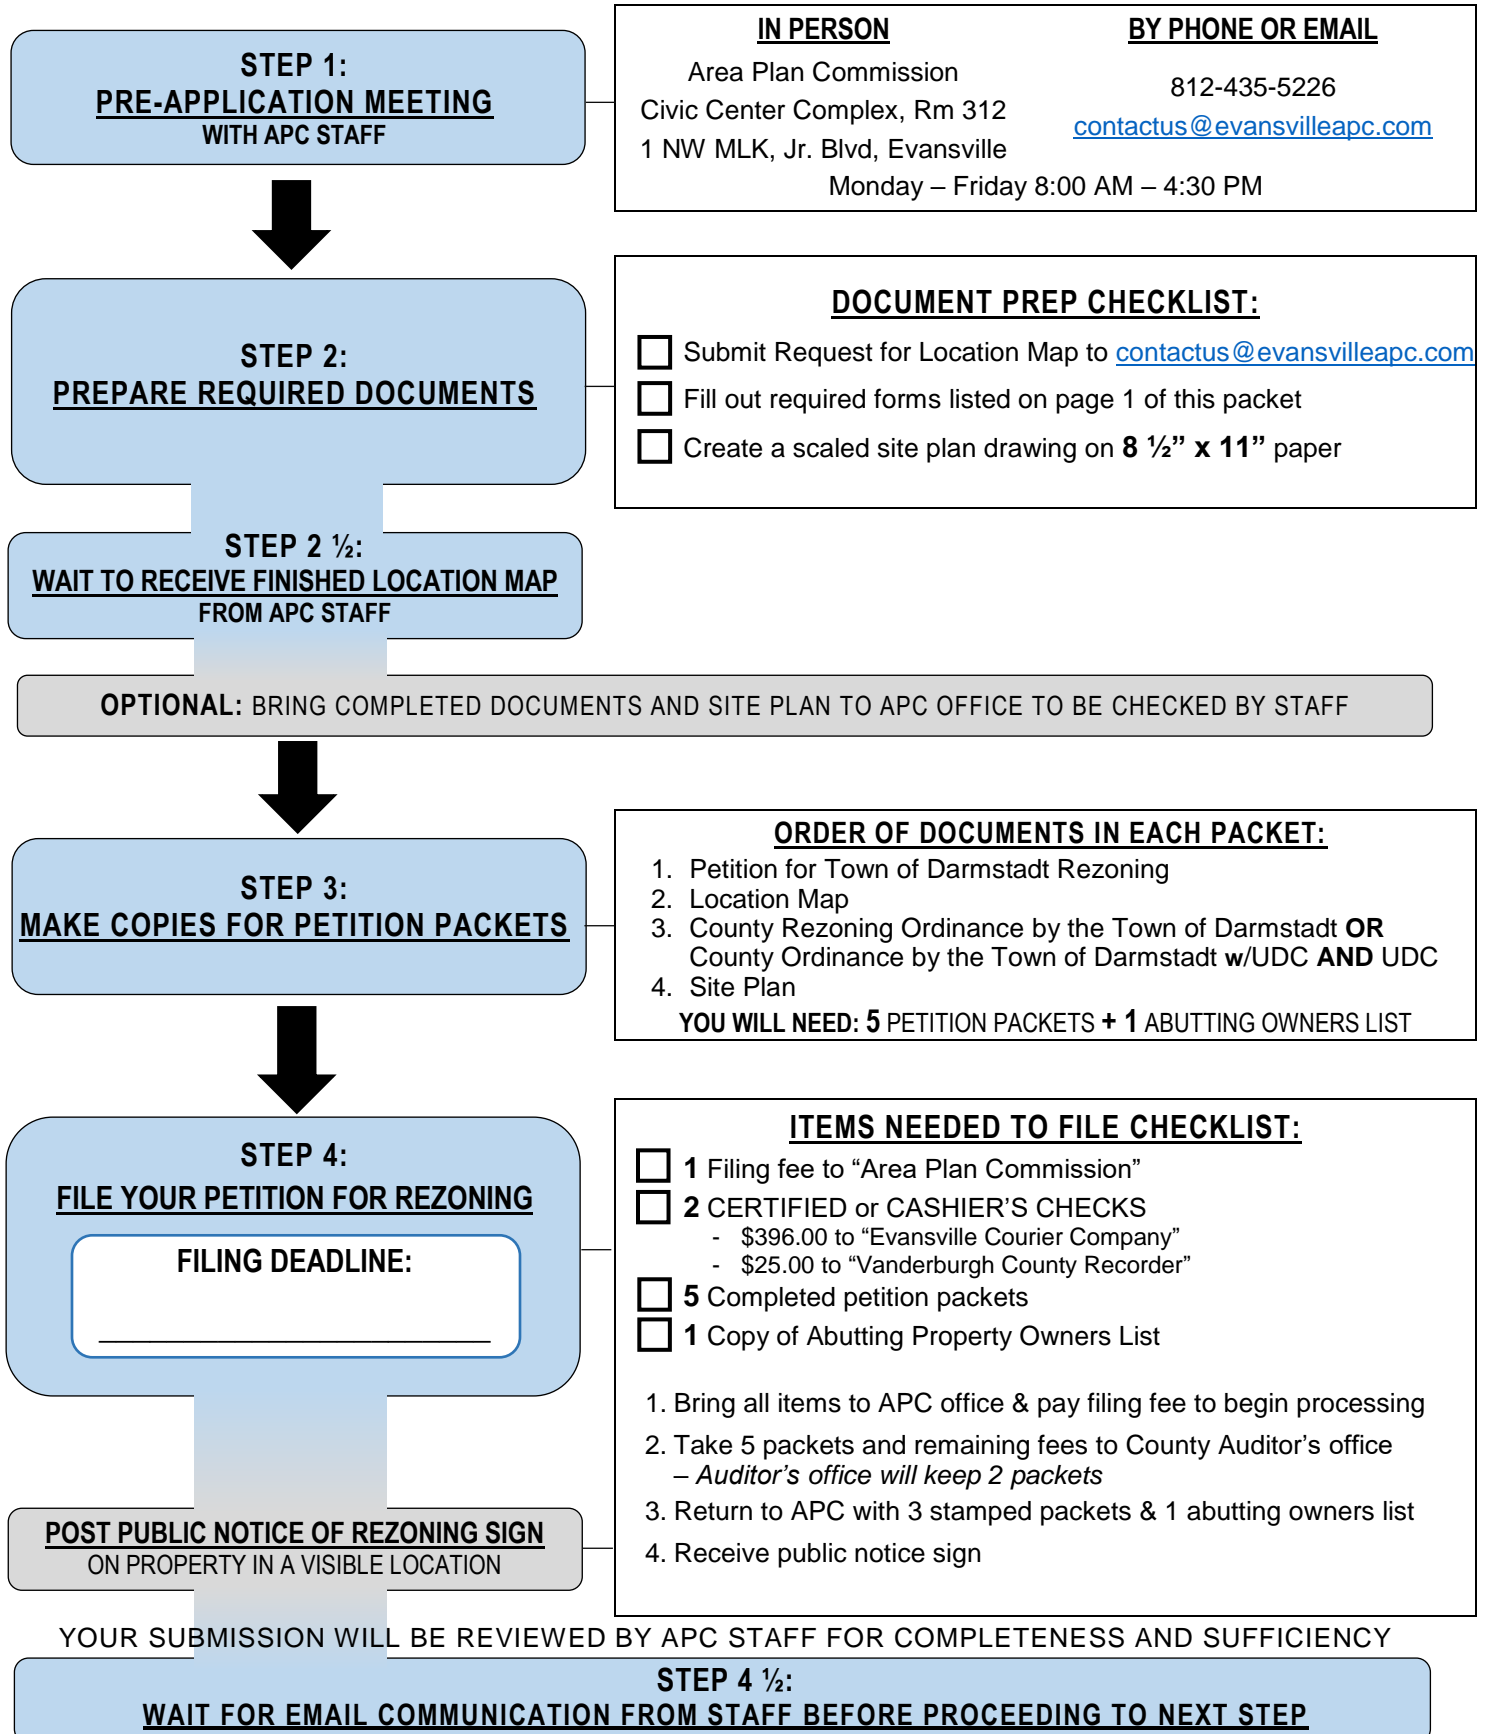 STEP 1:
PRE-APPLICATION MEETING
WITH APC STAFF
IN PERSON
Area Plan Commission
Civic Center Complex, Rm 312
1 NW MLK, Jr. Blvd, Evansville
BY PHONE OR EMAIL
812-435-5226
contactus@evansvilleapc.com
Monday – Friday 8:00 AM – 4:30 PM
STEP 2:
PREPARE REQUIRED DOCUMENTS
DOCUMENT PREP CHECKLIST:
Submit Request for Location Map to contactus@evansvilleapc.com
Fill out required forms listed on page 1 of this packet
Create a scaled site plan drawing on 8 ½” x 11” paper
STEP 2 ½:
WAIT TO RECEIVE FINISHED LOCATION MAP
FROM APC STAFF
OPTIONAL: BRING COMPLETED DOCUMENTS AND SITE PLAN TO APC OFFICE TO BE CHECKED BY STAFF
STEP 3:
MAKE COPIES FOR PETITION PACKETS
ORDER OF DOCUMENTS IN EACH PACKET:
1. Petition for Town of Darmstadt Rezoning
2. Location Map
3. County Rezoning Ordinance by the Town of Darmstadt OR
County Ordinance by the Town of Darmstadt w/UDC AND UDC
4. Site Plan
YOU WILL NEED: 5 PETITION PACKETS + 1 ABUTTING OWNERS LIST
STEP 4:
FILE YOUR PETITION FOR REZONING
FILING DEADLINE:
ITEMS NEEDED TO FILE CHECKLIST:
1 Filing fee to “Area Plan Commission”
2 CERTIFIED or CASHIER’S CHECKS
- $396.00 to “Evansville Courier Company”
- $25.00 to “Vanderburgh County Recorder”
5 Completed petition packets
1 Copy of Abutting Property Owners List
1. Bring all items to APC office & pay filing fee to begin processing
2. Take 5 packets and remaining fees to County Auditor’s office
– Auditor’s office will keep 2 packets
3. Return to APC with 3 stamped packets & 1 abutting owners list
4. Receive public notice sign
POST PUBLIC NOTICE OF REZONING SIGN
ON PROPERTY IN A VISIBLE LOCATION
YOUR SUBMISSION WILL BE REVIEWED BY APC STAFF FOR COMPLETENESS AND SUFFICIENCY
STEP 4 ½:
WAIT FOR EMAIL COMMUNICATION FROM STAFF BEFORE PROCEEDING TO NEXT STEP